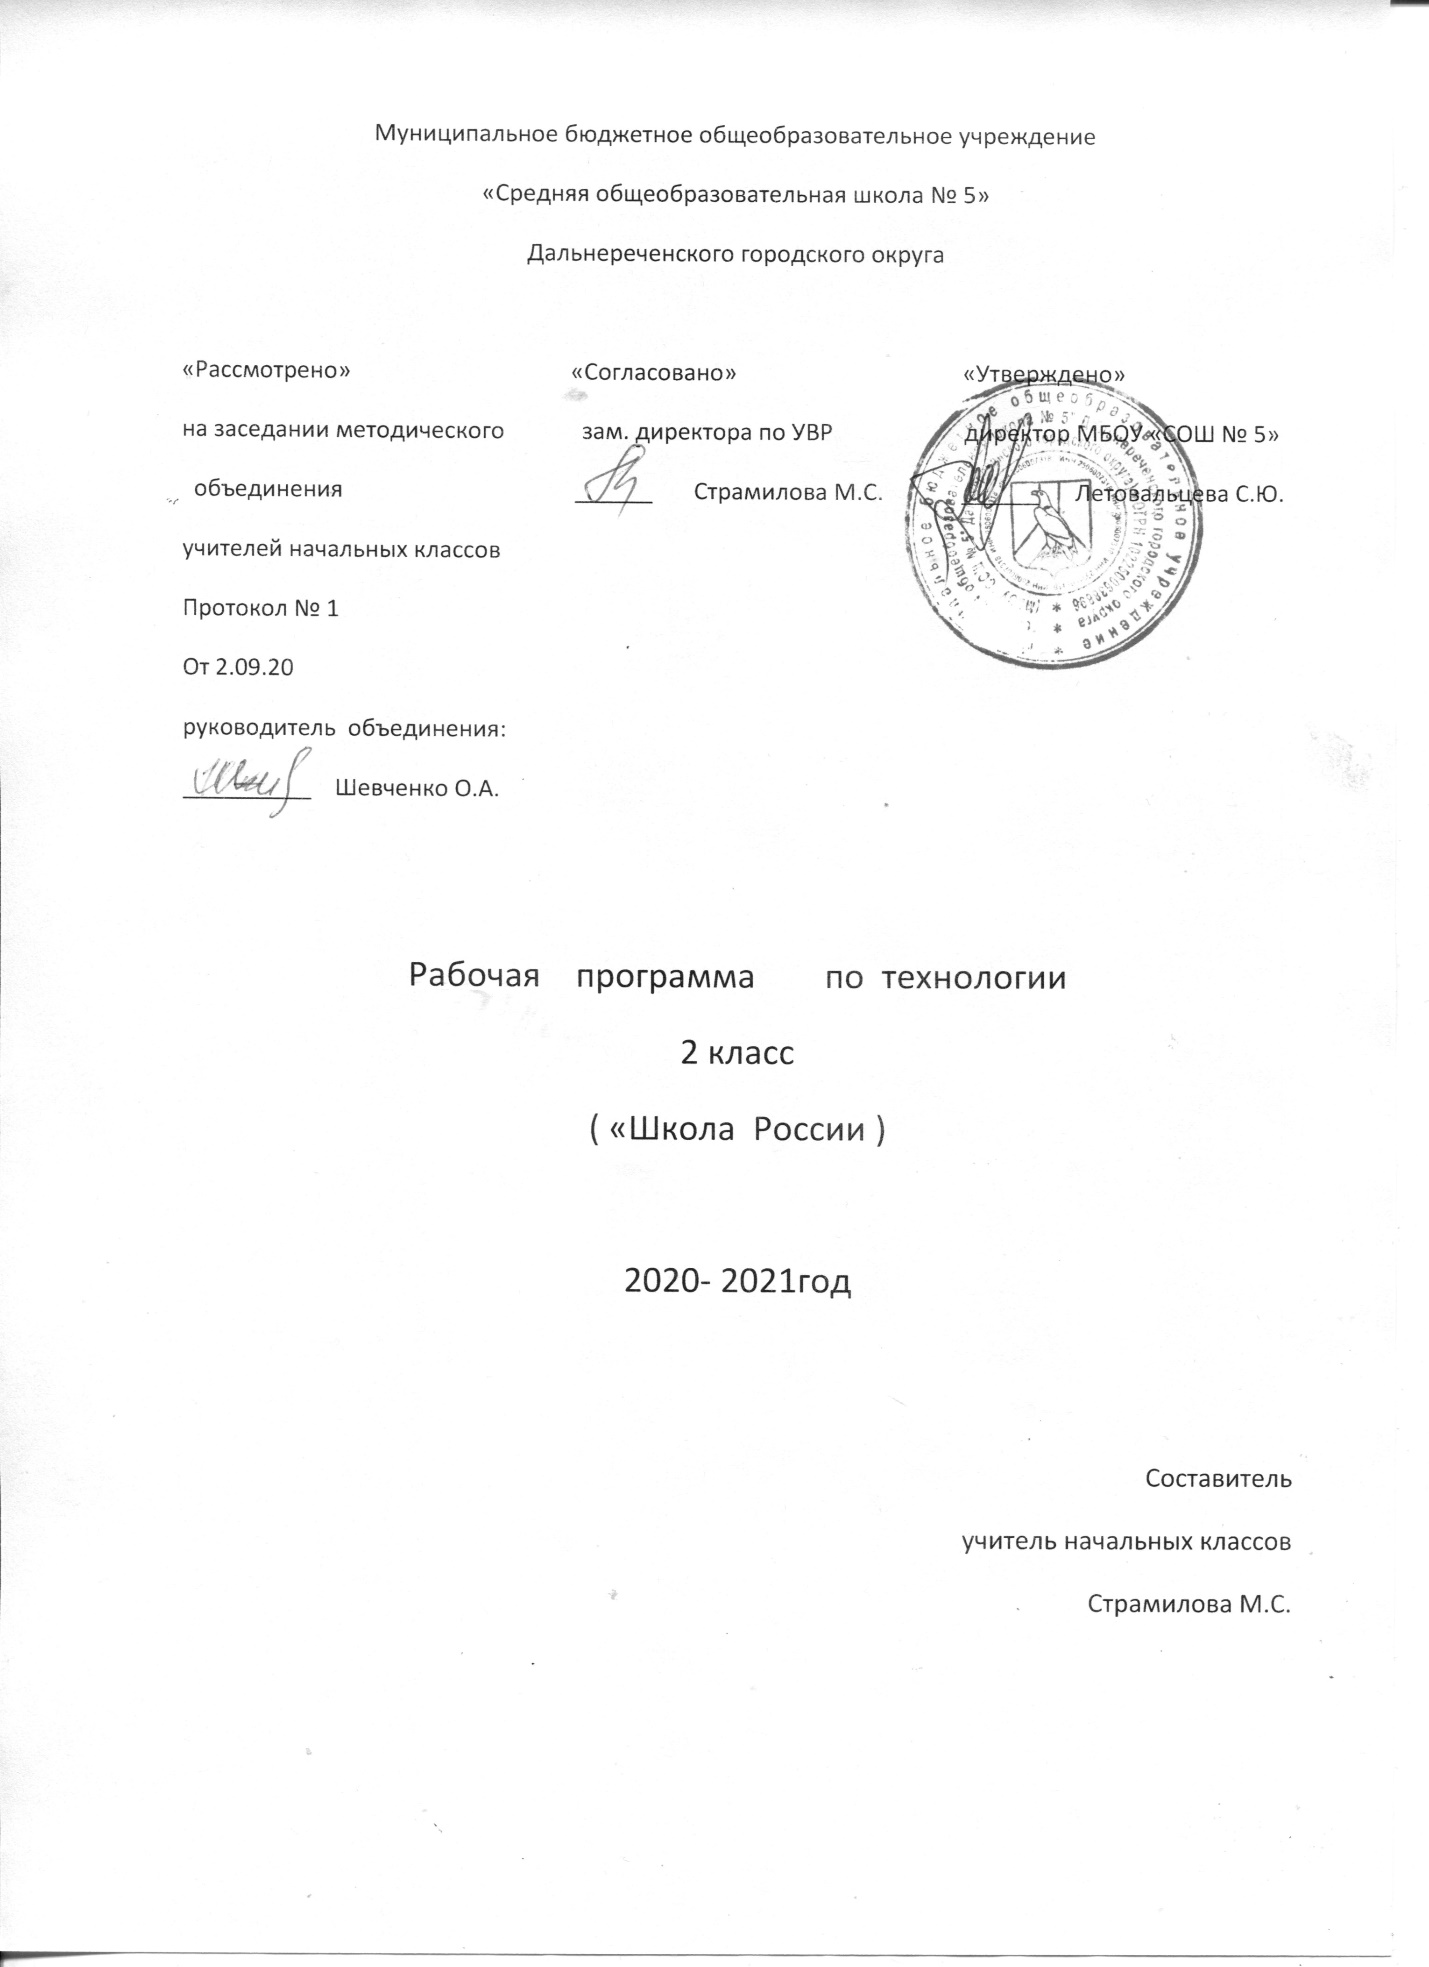 Муниципальное бюджетное общеобразовательное учреждение
«Средняя общеобразовательная школа № 5»
Дальнереченского городского округа
«Рассмотрено»
на заседании методического
объединения
учителей начальных классов
Протокол № 1
От 2.09.20
руководитель  объединения:
Шевченко О.А.
«Согласовано»
зам. директора по УВР
Страмилова М.С.
«Утверждено»
директор МБОУ «СОШ № 5»
Летовальцева С.Ю.
общеобразовательное учреждение
Рабочая    программа        по  технологии
2 класс
( «Школа  России )
2020- 2021год
Составитель
учитель начальных классов
Страмилова М.С.